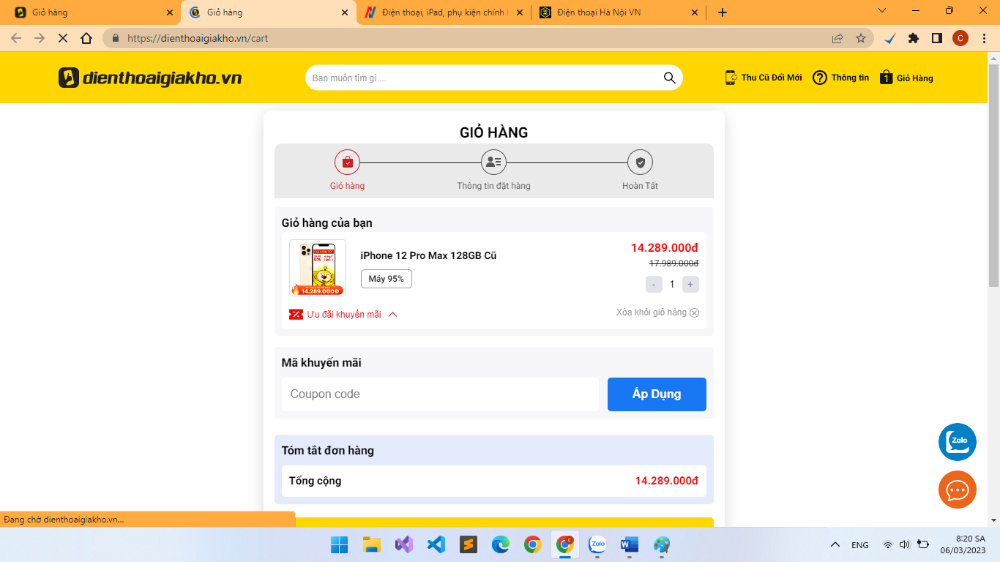 Giỏ hàng
Giỏ hàng
Điện thoại, iPad, phụ kiện chính
Điện thoại Hà Nội VN
https://dienthoaigiakho.vn/cart
C
dienthoaigiakho.vn
Bạn muốn tìm gì ...
Thu Cũ Đổi Mới
Thông tin
1
Giỏ Hàng
GIỎ HÀNG
Giỏ hàng
Thông tin đặt hàng
Hoàn Tất
Giỏ hàng của bạn
14.289.000Đ
iPhone 12 Pro Max 128GB Cũ
Máy 95%
14.289.000đ
17.989.000đ
- 1 +
Ưu đãi khuyến mãi
Xóa khỏi giỏ hàng
Mã khuyến mãi
Coupon code
Áp Dụng
Tóm tắt đơn hàng
Tổng cộng
14.289.000đ
Zalo
Đang chờ dienthoaigiakho.vn...
Zalo
ENG
8:20 SA
06/03/2023